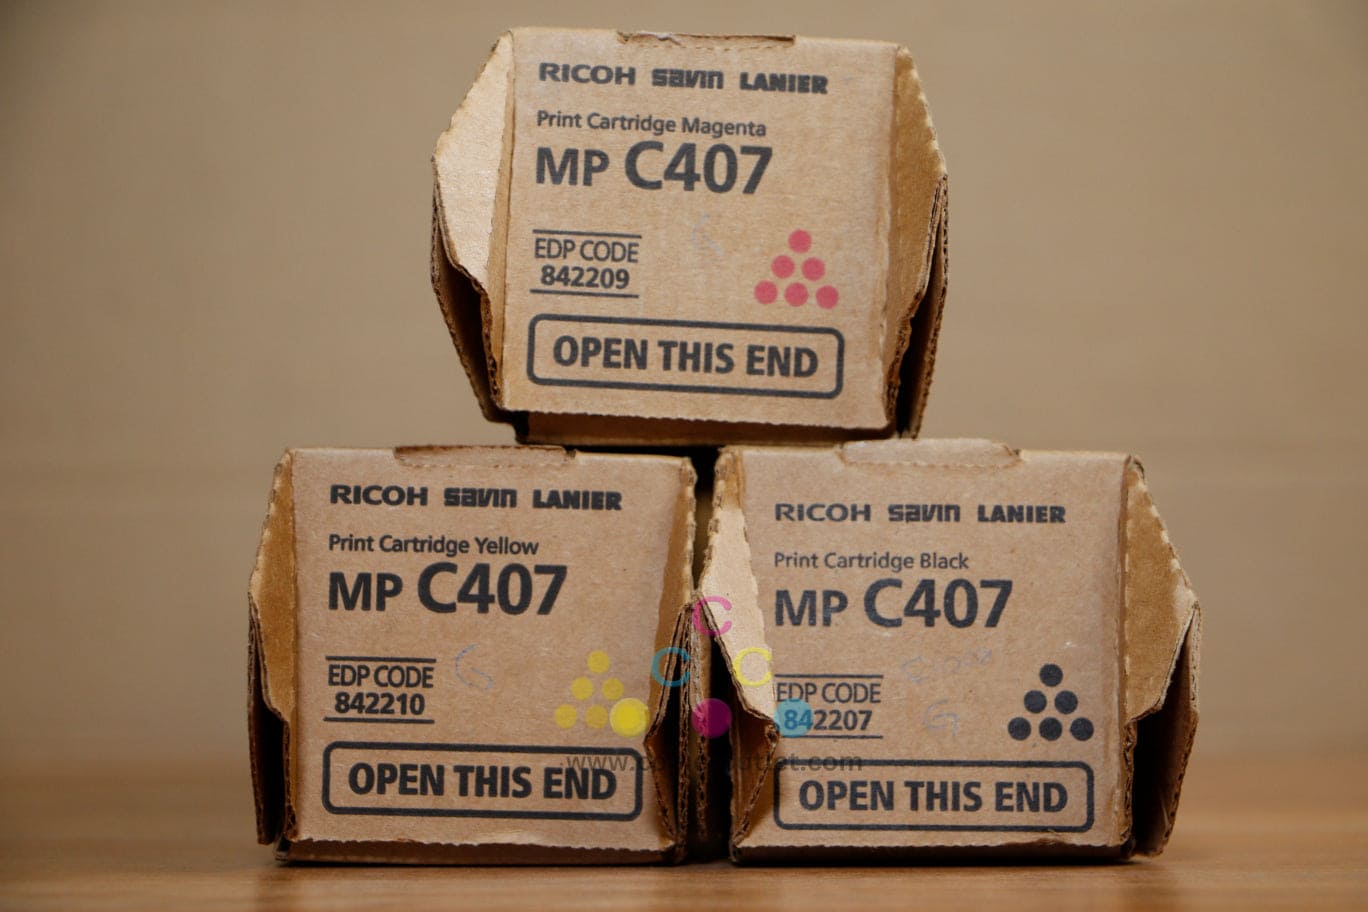 RICOH savin LANIER
Print Cartridge Magenta
MP C407
EDP CODE
842209
OPEN THIS END
RICOH savin LANIER
Print Cartridge Yellow
MP C407
EDP CODE
842210
OPEN THIS END
RICOH savin LANIER
Print Cartridge Black
MP C407
EDP CODE
842207
OPEN THIS END
C
C C